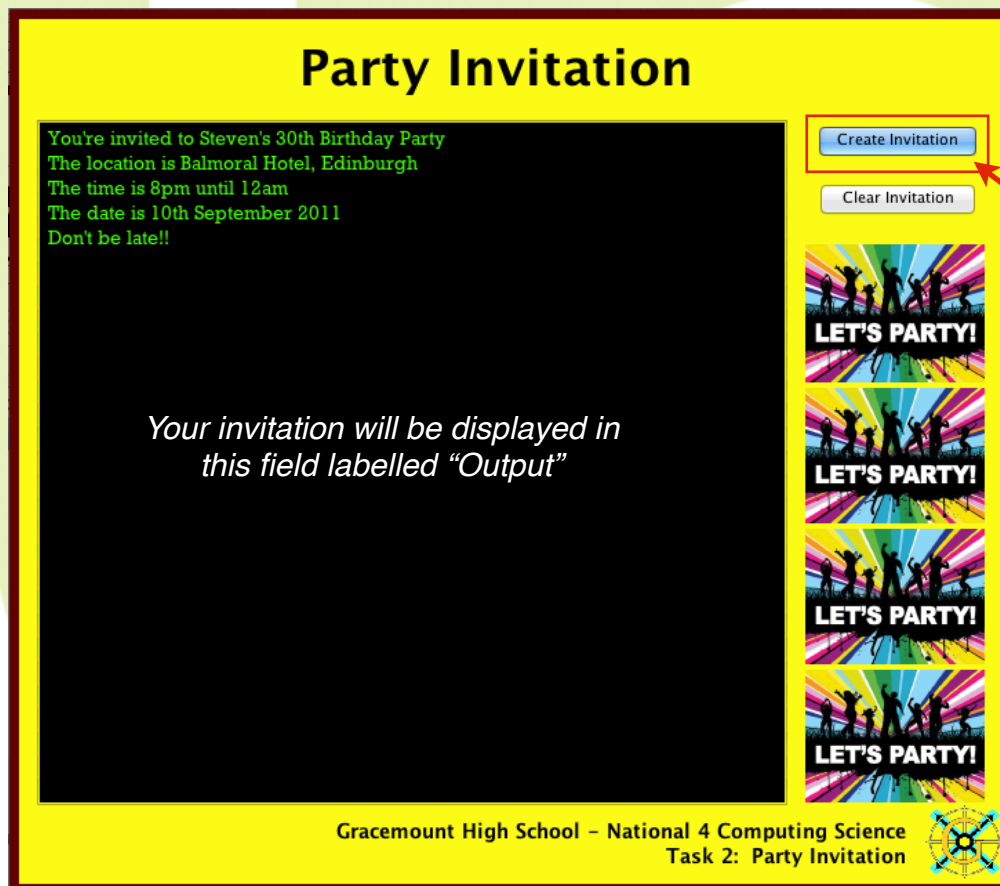 Party Invitation
You're invited to Steven's 30th Birthday Party
The location is Balmoral Hotel, Edinburgh
The time is 8pm until 12am
The date is 10th September 2011
Don't be late!!
Your invitation will be displayed in
this field labelled “Output”
Create Invitation
Clear Invitation
LET'S PARTY!
LET'S PARTY!
LET'S PARTY!
LET'S PARTY!
Gracemount High School – National 4 Computing Science
Task 2: Party Invitation